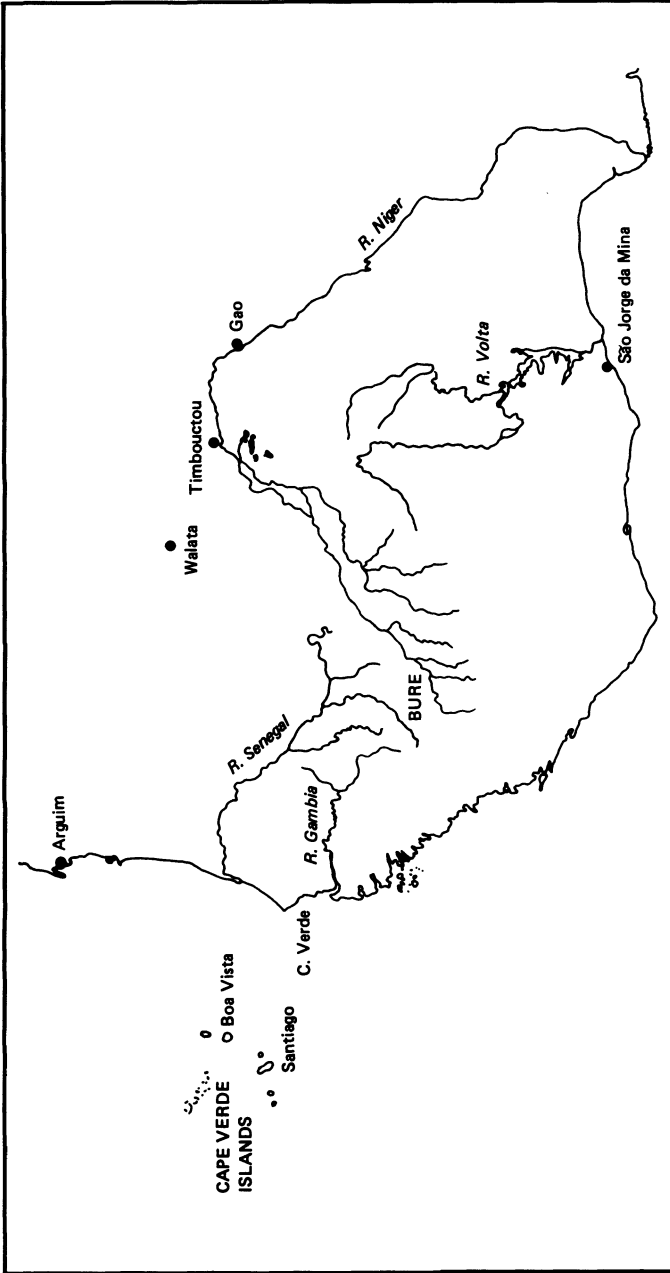 Arguim
Walata
Timbouctou
Gao
R. Niger
R. Senegal
CAPE VERDE
ISLANDS
Boa Vista
Santiago
C. Verde
R. Gambia
BURE
R. Volta
São Jorge da Mina